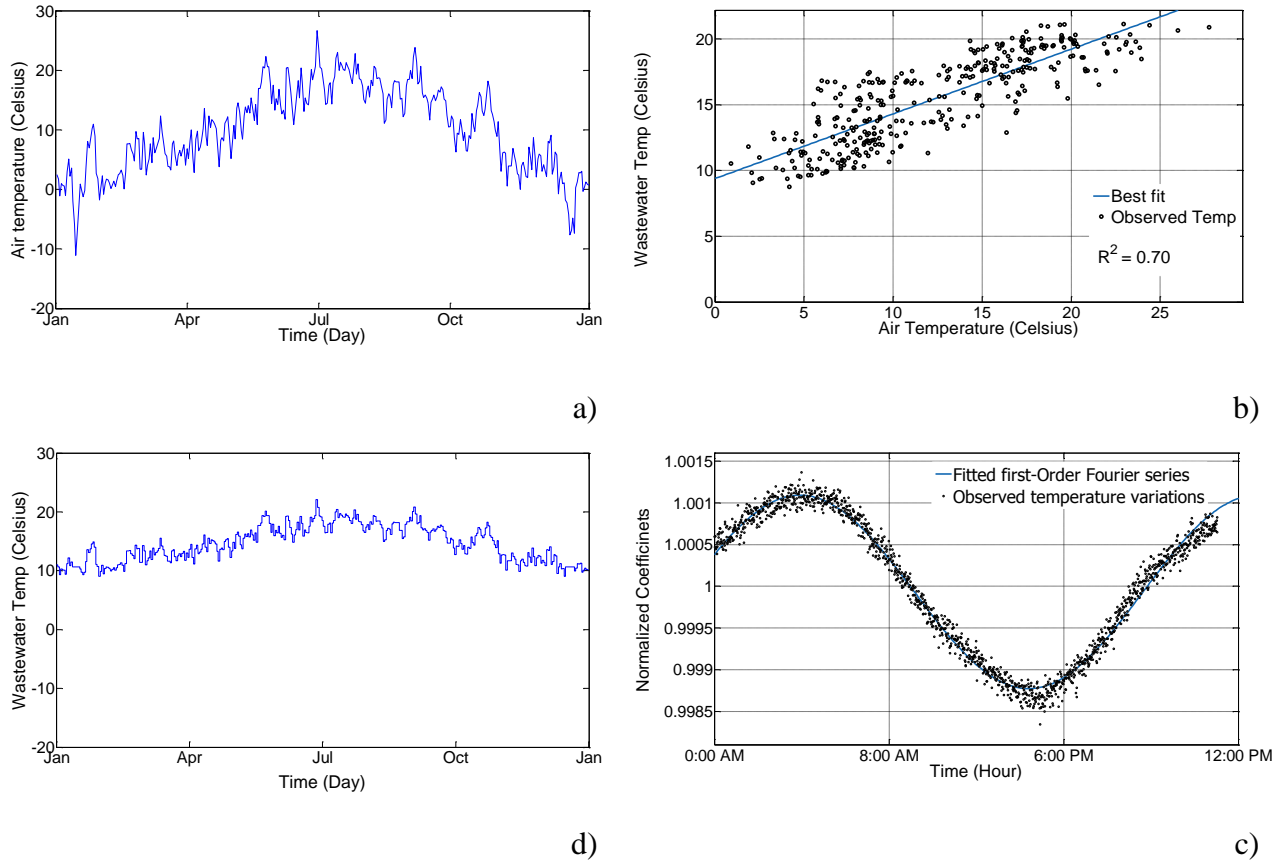 30
20
10
0
-10
-20
Air temperature (Celsius)
Jan Apr Jul Oct Jan
Time (Day)
a)
20
15
10
5
0
Wastewater Temp (Celsius)
Best fit
Observed Temp
R² = 0.70
0 5 10 15 20 25
Air Temperature (Celsius)
b)
30
20
10
0
-10
-20
Wastewater Temp (Celsius)
Jan Apr Jul Oct Jan
Time (Day)
d)
1.0015
1.001
1.0005
1
0.9995
0.999
0.9985
Normalized Coefficinets
Fitted first-Order Fourier series
Observed temperature variations
0:00 AM 8:00 AM 6:00 PM 12:00 PM
Time (Hour)
c)